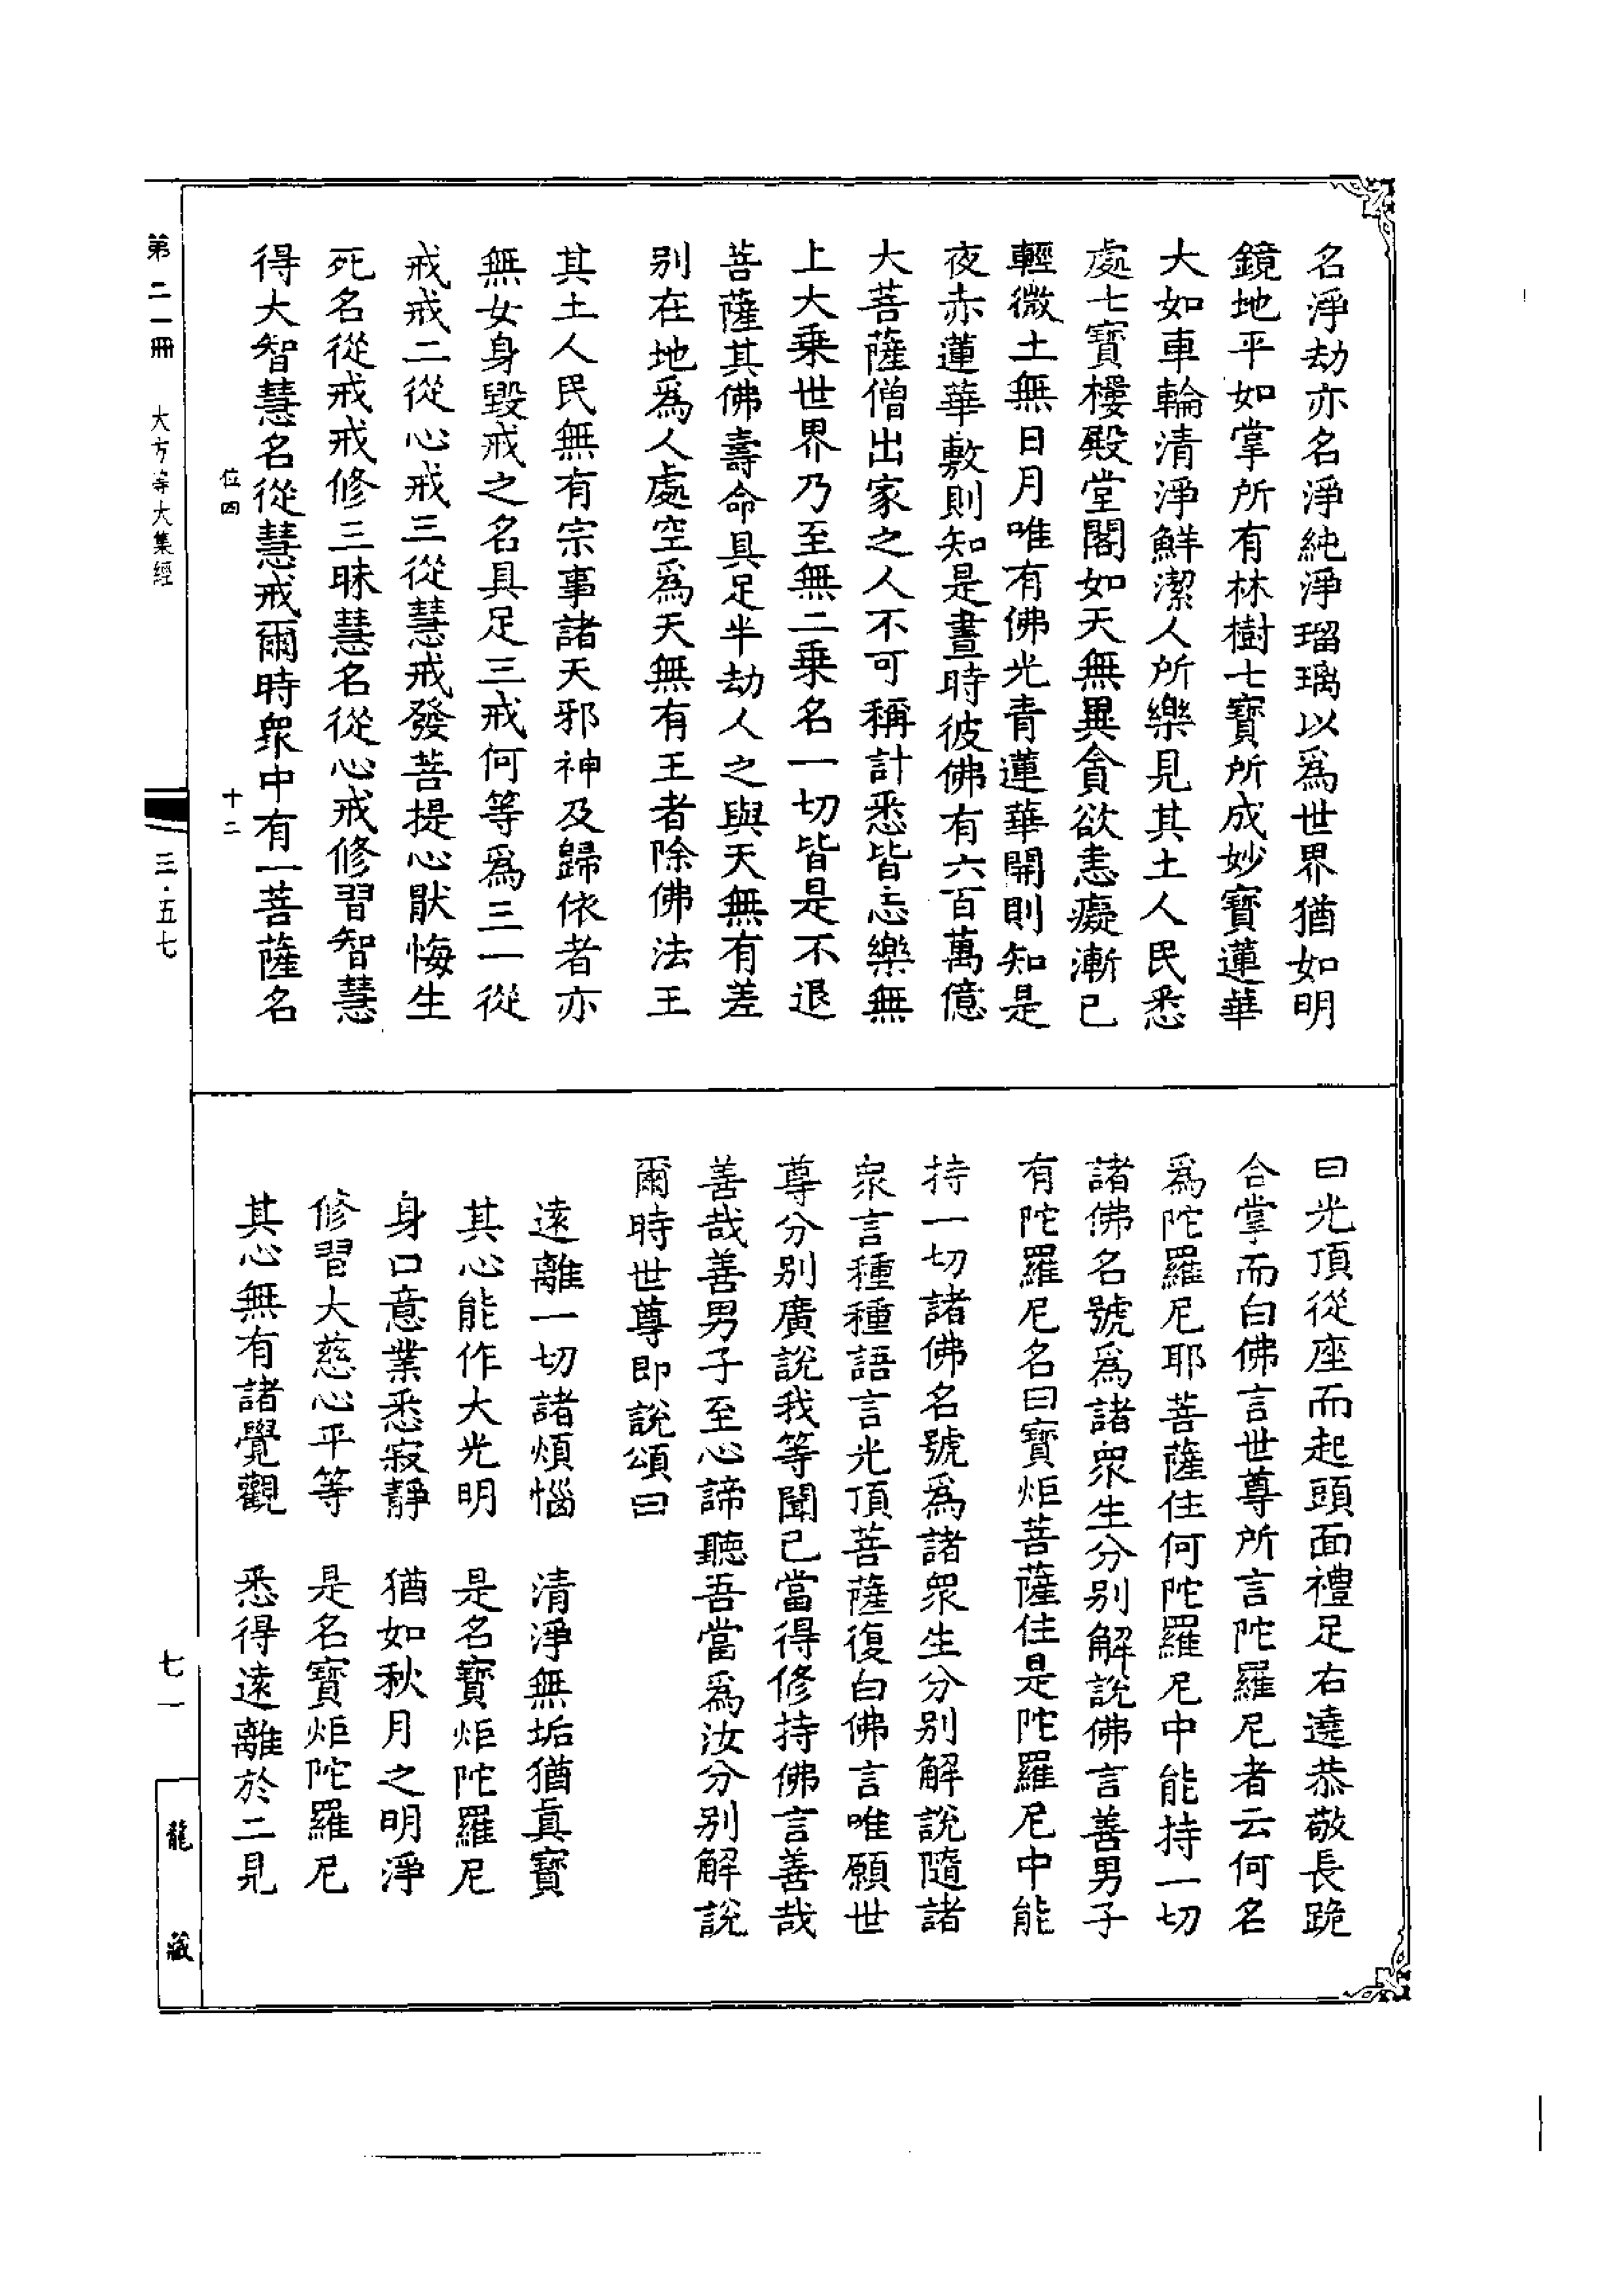 名淨劫亦名淨純淨瑠璃以爲世界猶如明
鏡地平如掌所有林樹七寶所成妙寶蓮華
大如車輪清淨鮮潔人所樂見其土人民悉
處七寶樓殿堂閣如天無異貪欲恚癡漸已
輕微土無日月唯有佛光青蓮華開則知是
夜赤蓮華敷則知是晝時彼佛有六百萬億
大菩薩僧出家之人不可稱計悉皆忘樂無
上大乗世界乃至無二乗名一切皆是不退
菩薩其佛壽命具足半劫人之與天無有差
别在地爲人處空爲天無有王者除佛法王
其土人民無有宗事諸天邪神及歸依者亦
無女身毀戒之名具足三戒何等爲三一從
戒戒二從心戒三從慧戒發菩提心猒悔生
死名從戒戒修三昧慧名從心戒修習智慧
得大智慧名從慧戒爾時衆中有一菩薩名
位四 十二
曰光頂從座而起頭面禮足右遶恭敬長跪
合掌而白佛言世尊所言陀羅尼者云何名
爲陀羅尼耶菩薩住何陀羅尼中能持一切
諸佛名號爲諸衆生分别解說佛言善男子
有陀羅尼名曰寶炬菩薩住是陀羅尼中能
持一切諸佛名號爲諸衆生分别解說隨諸
衆言種種語言光頂菩薩復白佛言唯願世
尊分别廣說我等聞已當得修持佛言善哉
善哉善男子至心諦聽吾當爲汝分别解說
爾時世尊即說頌曰
遠離一切諸煩惱 清淨無垢猶眞寶
其心能作大光明 是名寶炬陀羅尼
身口意業悉寂靜 猶如秋月之明淨
修習大慈心平等 是名寶炬陀羅尼
其心無有諸覺觀 悉得遠離於二見
第二一冊 大方等大集經 三·五七
七一
龍藏